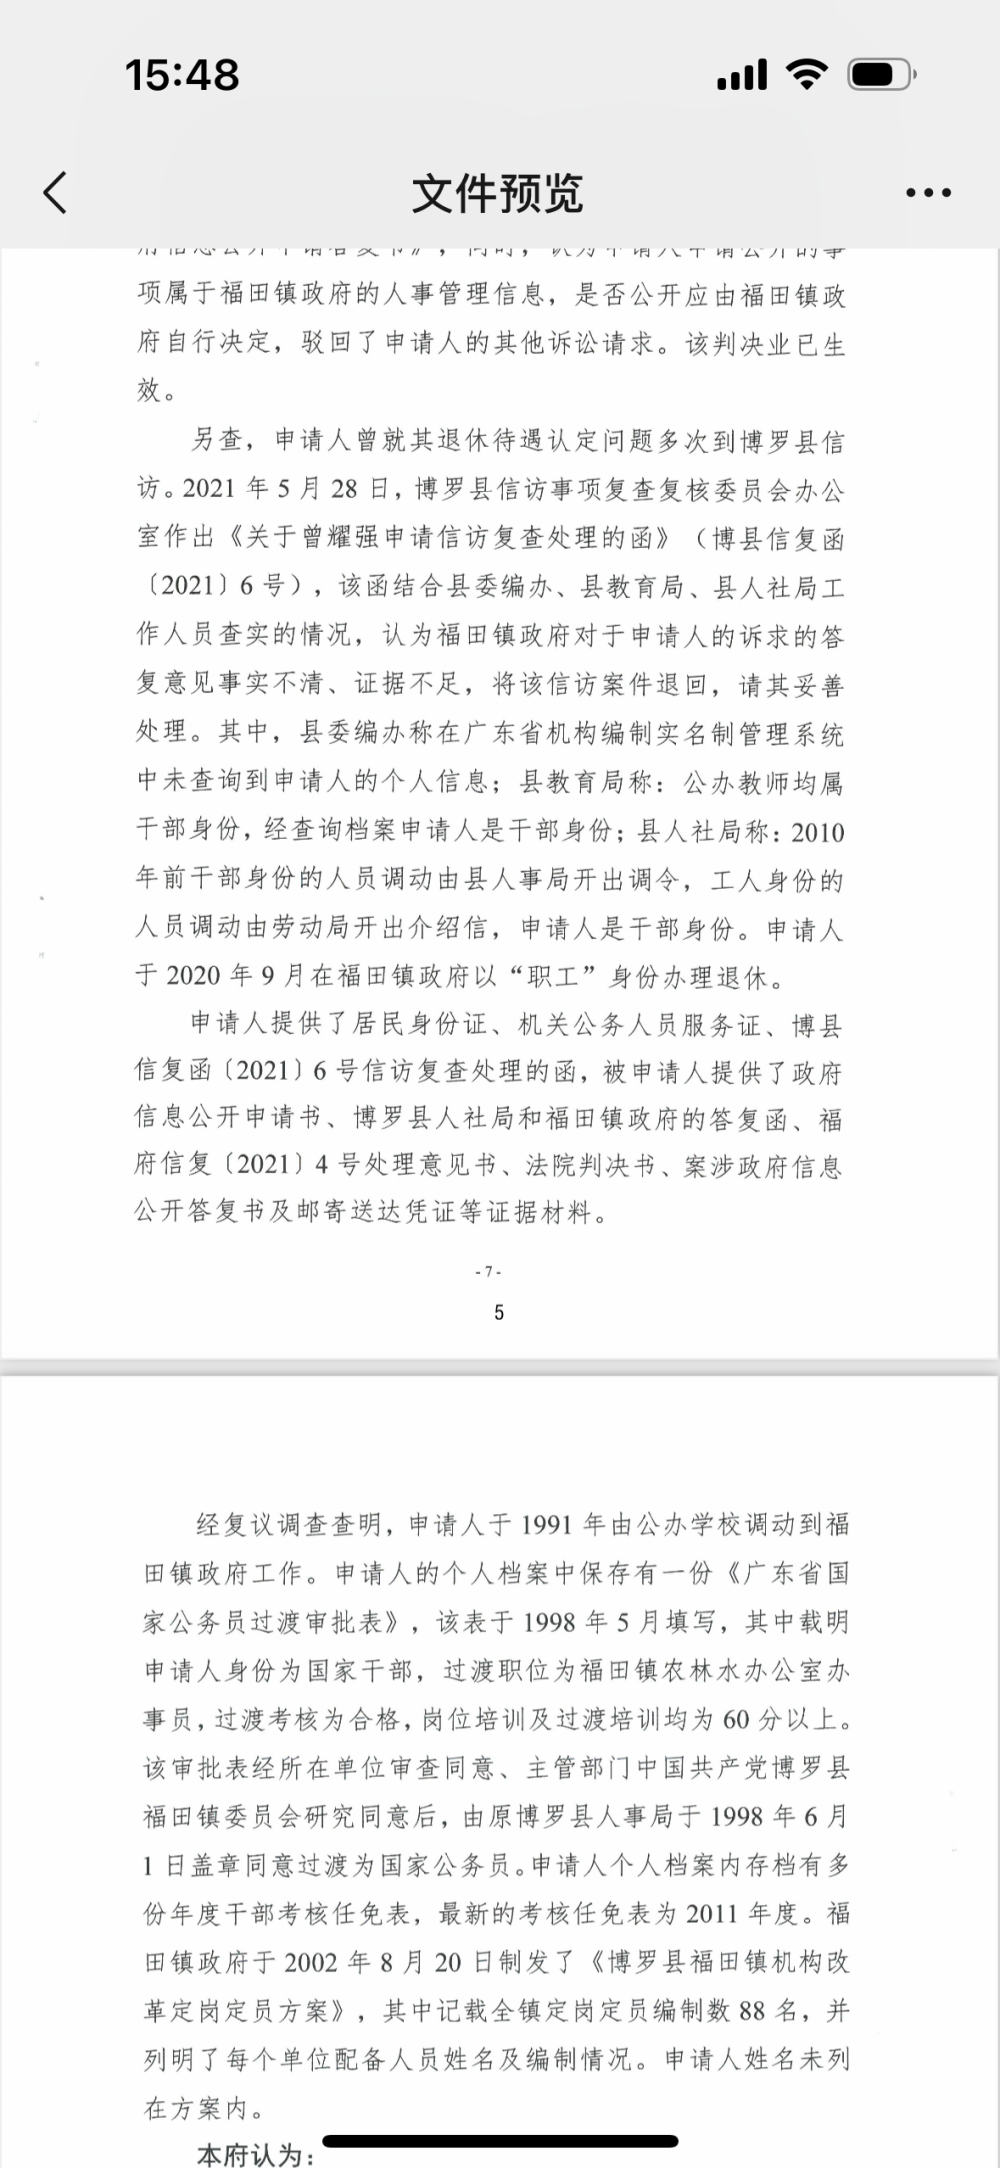 15:48
文件预览
项属于福田镇政府的人事管理信息，是否公开应由福田镇政
府自行决定，驳回了申请人的其他诉讼请求。该判决业已生
效。
另查，申请人曾就其退休待遇认定问题多次到博罗县信
访。2021 年 5 月 28 日，博罗县信访事项复查复核委员会办公
室作出《关于曾耀强申请信访复查处理的函》（博县信复函
〔2021〕6 号），该函结合县委编办、县教育局、县人社局工
作人员查实的情况，认为福田镇政府对于申请人的诉求的答
复意见事实不清、证据不足，将该信访案件退回，请其妥善
处理。其中，县委编办称在广东省机构编制实名制管理系统
中未查询到申请人的个人信息；县教育局称：公办教师均属
干部身份，经查询档案申请人是干部身份；县人社局称：2010
年前干部身份的人员调动由县人事局开出调令，工人身份的
人员调动由劳动局开出介绍信，申请人是干部身份。申请人
于 2020 年 9 月在福田镇政府以“职工”身份办理退休。
申请人提供了居民身份证、机关公务人员服务证、博县
信复函〔2021〕6 号信访复查处理的函，被申请人提供了政府
信息公开申请书、博罗县人社局和福田镇政府的答复函、福
府信复〔2021〕4 号处理意见书、法院判决书、案涉政府信息
公开答复书及邮寄送达凭证等证据材料。
- 7 -
5
经复议调查查明，申请人于 1991 年由公办学校调动到福
田镇政府工作。申请人的个人档案中保存有一份《广东省国
家公务员过渡审批表》，该表于 1998 年 5 月填写，其中载明
申请人身份为国家干部，过渡职位为福田镇农林水办公室办
事员，过渡考核为合格，岗位培训及过渡培训均为 60 分以上。
该审批表经所在单位审查同意、主管部门中国共产党博罗县
福田镇委员会研究同意后，由原博罗县人事局于 1998 年 6 月
1 日盖章同意过渡为国家公务员。申请人个人档案内存档有多
份年度干部考核任免表，最新的考核任免表为 2011 年度。福
田镇政府于 2002 年 8 月 20 日制发了《博罗县福田镇机构改
革定岗定员方案》，其中记载全镇定岗定员编制数 88 名，并
列明了每个单位配备人员姓名及编制情况。申请人姓名未列
在方案内。
本府认为：